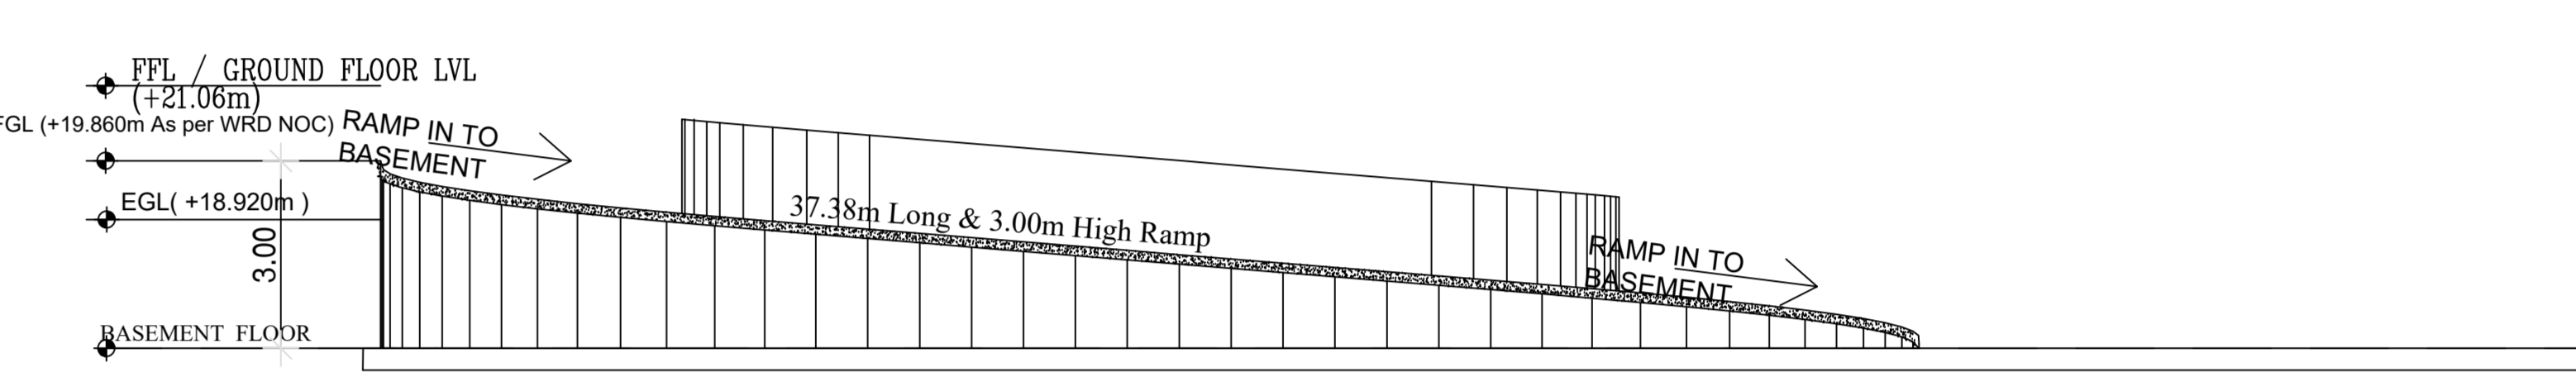 FFL / GROUND FLOOR LVL
(+21.06m)
FGL (+19.860m As per WRD NOC)
RAMP IN TO
BASEMENT
EGL( +18.920m )
3.00
37.38m Long & 3.00m High Ramp
RAMP IN TO
BASEMENT
BASEMENT FLOOR